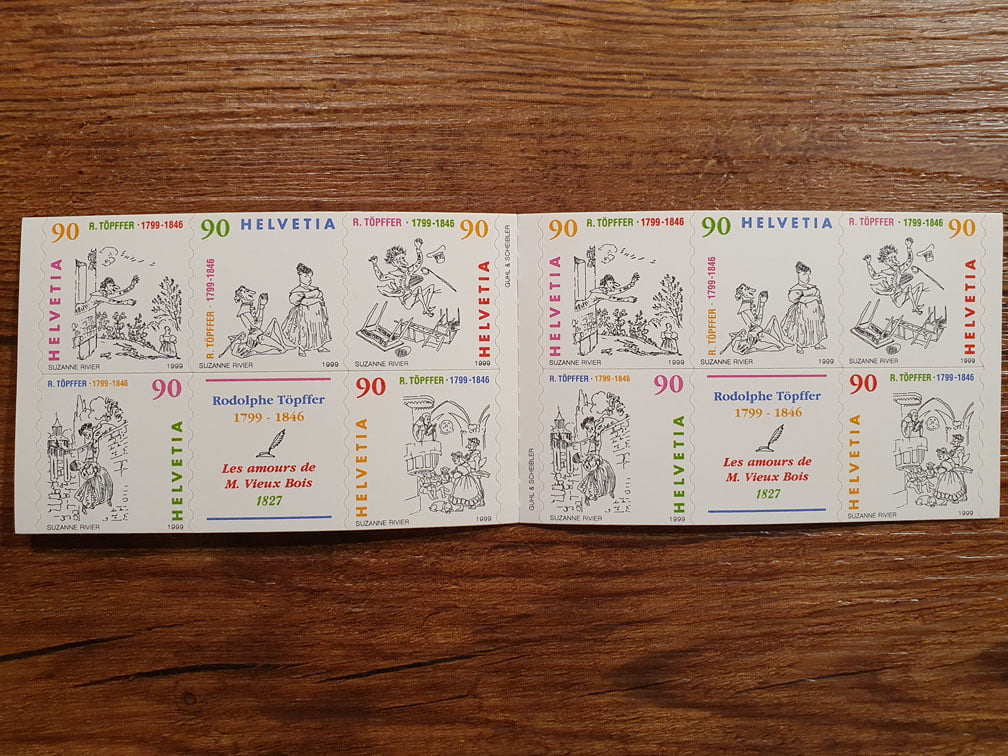 90 R. TÖPFFER · 1799-1846
HELVETIA
SUZANNE RIVIER 1999
90 HELVETIA
R. TÖPFFER · 1799-1846
SUZANNE RIVIER
R. TÖPFFER · 1799-1846 90
HELVETIA
SUZANNE RIVIER 1999
R. TÖPFFER · 1799-1846 90
HELVETIA
SUZANNE RIVIER 1999
Rodolphe Töpffer
1799 - 1846
Les amours de
M. Vieux Bois
1827
90 R. TÖPFFER · 1799-1846
HELVETIA
SUZANNE RIVIER 1999
GUHL & SCHEIBLER
90 R. TÖPFFER · 1799-1846
HELVETIA
SUZANNE RIVIER 1999
90 HELVETIA
R. TÖPFFER · 1799-1846
SUZANNE RIVIER
R. TÖPFFER · 1799-1846 90
HELVETIA
SUZANNE RIVIER 1999
GUHL & SCHEIBLER
R. TÖPFFER · 1799-1846 90
HELVETIA
SUZANNE RIVIER 1999
Rodolphe Töpffer
1799 - 1846
Les amours de
M. Vieux Bois
1827
90 R. TÖPFFER · 1799-1846
HELVETIA
SUZANNE RIVIER 1999